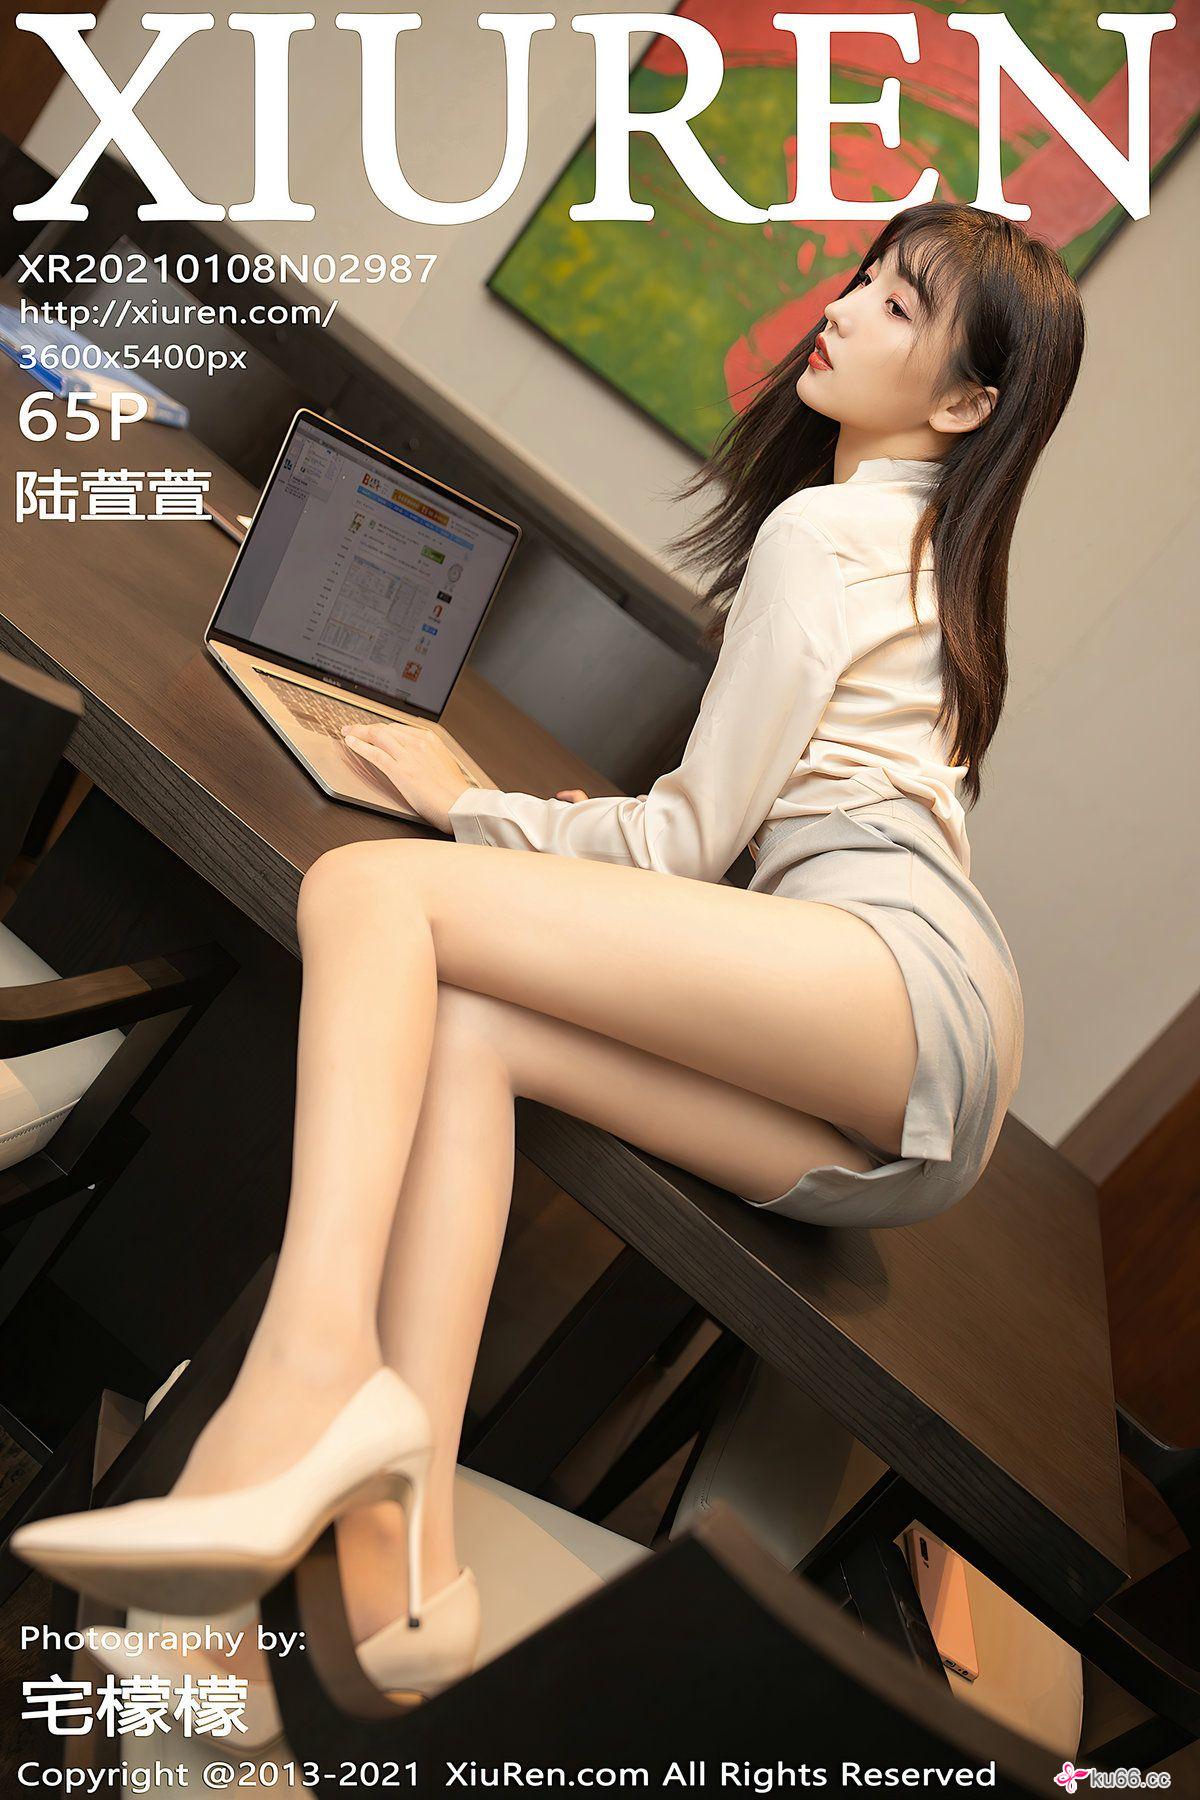 XIUREN
XR20210108N02987
http://xiuren.com/
3600x5400px
65P
陆萱萱
Photography by:
宅檬檬
Copyright @2013-2021 XiuRen.com All Rights Reserved
ku66.cc